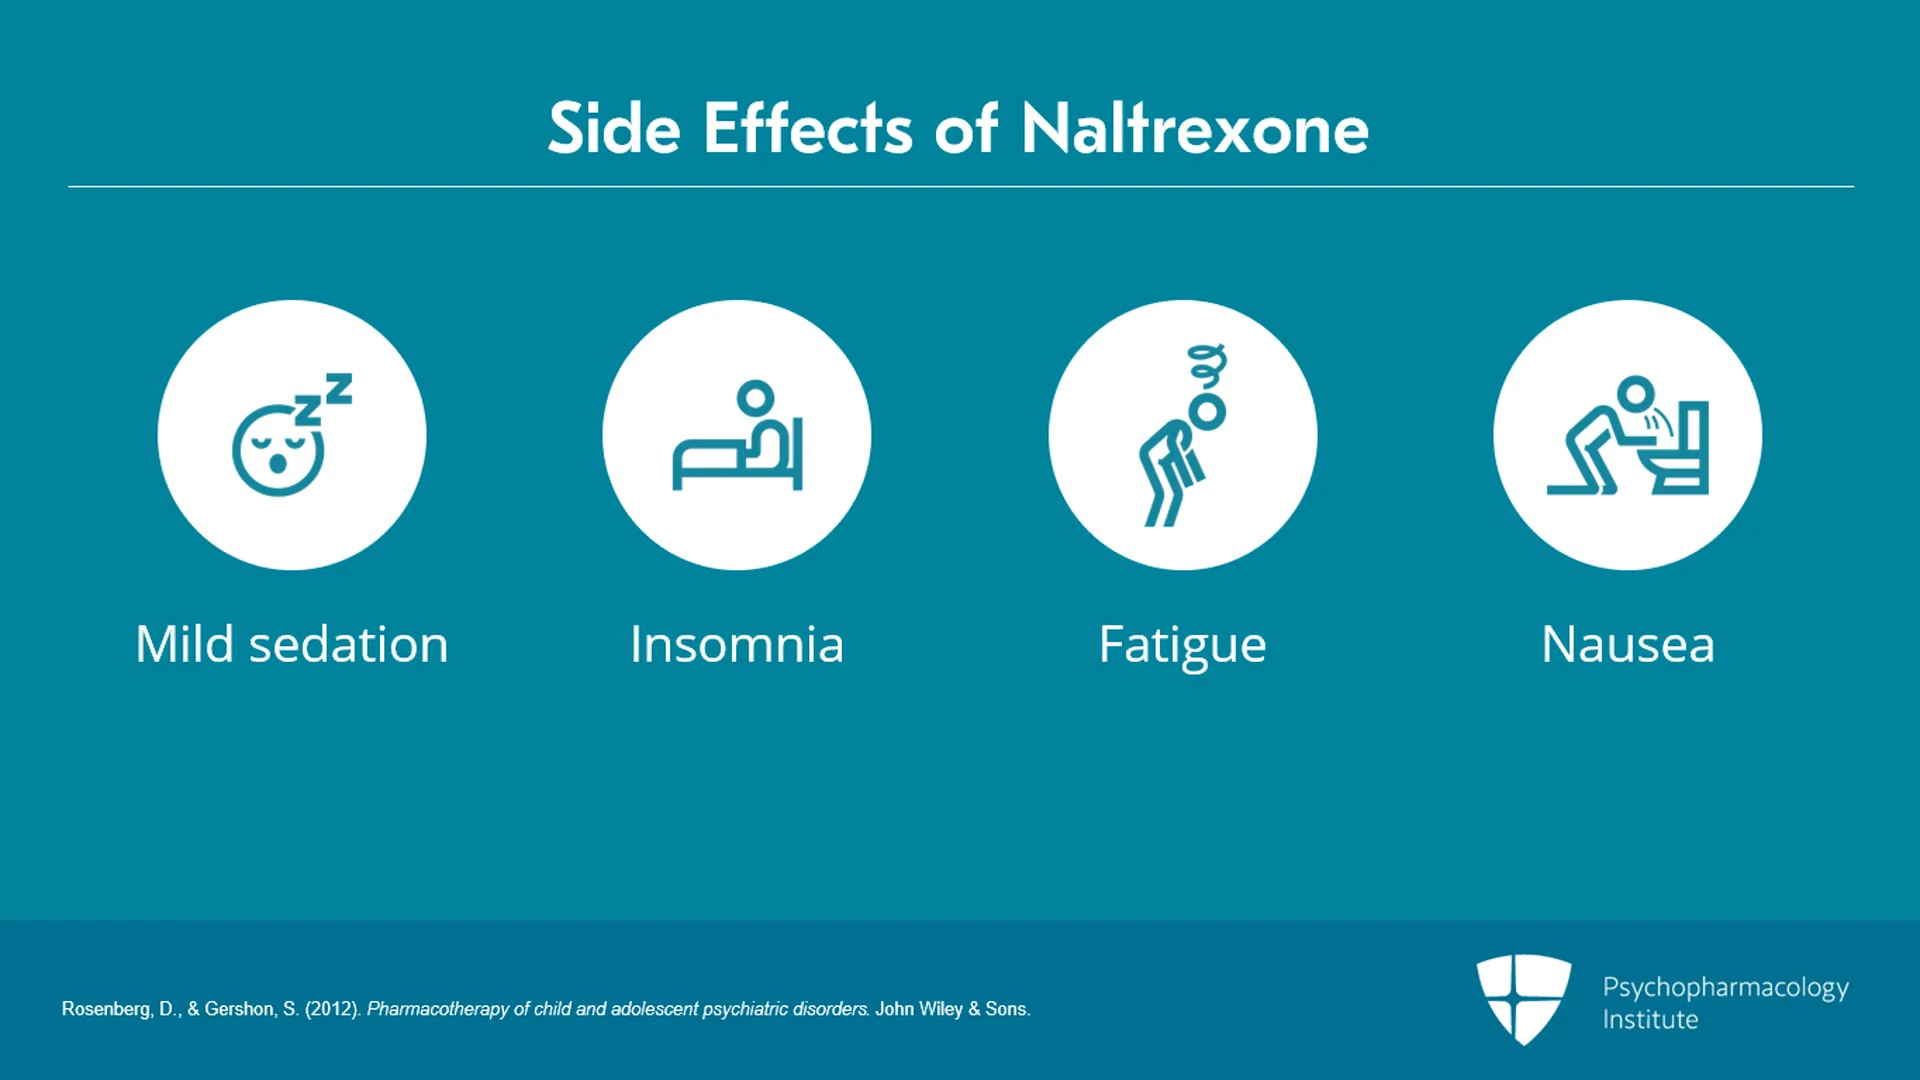 Side Effects of Naltrexone
zz
Mild sedation
Insomnia
Fatigue
Nausea
Rosenberg, D., & Gershon, S. (2012). Pharmacotherapy of child and adolescent psychiatric disorders. John Wiley & Sons.
Psychopharmacology
Institute